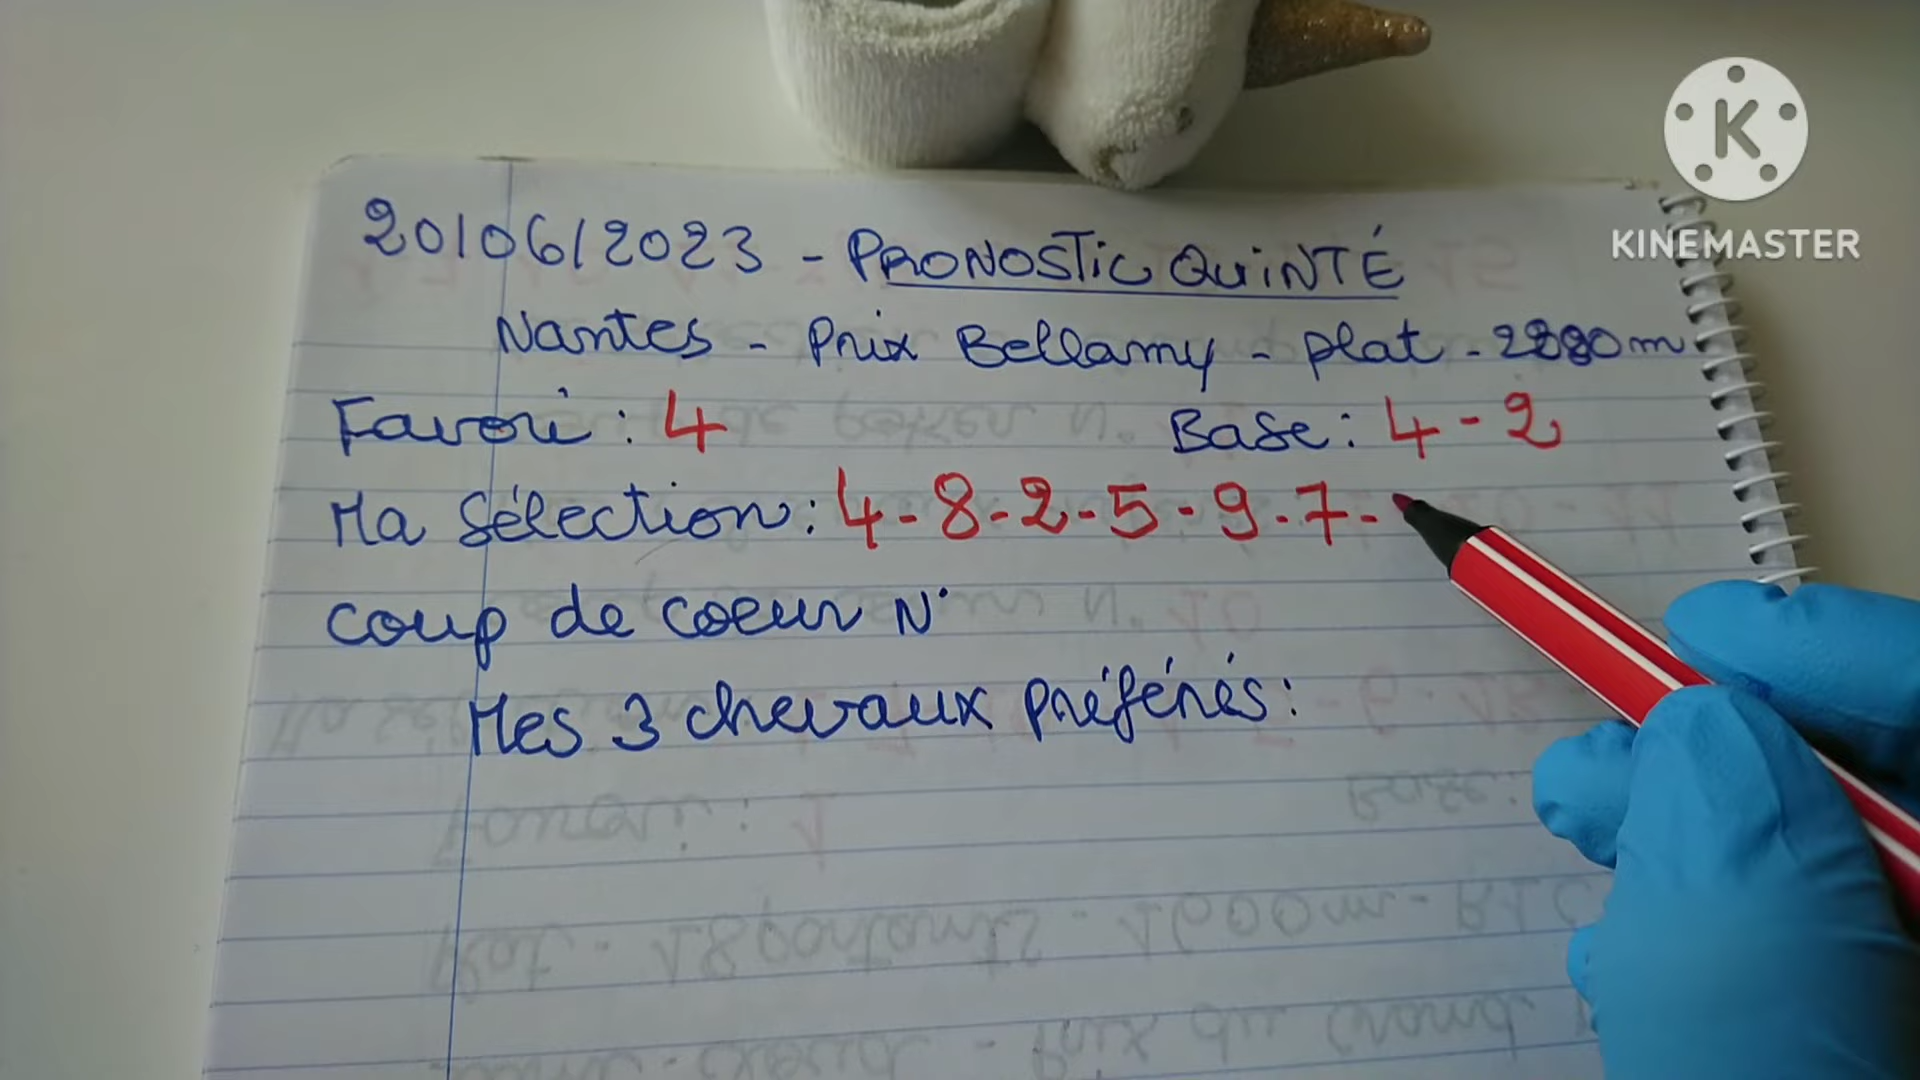 20/06/2023 - PRONOSTIC QUINTÉ
KINEMASTER
Nantes - Prix Bellamy - plat -
Favori : 4 Base : 4 - 2
Ma sélection : 4 - 8 - 2 - 5 - 9 - 7 -
coup de coeur N°
Mes 3 chevaux préférés :